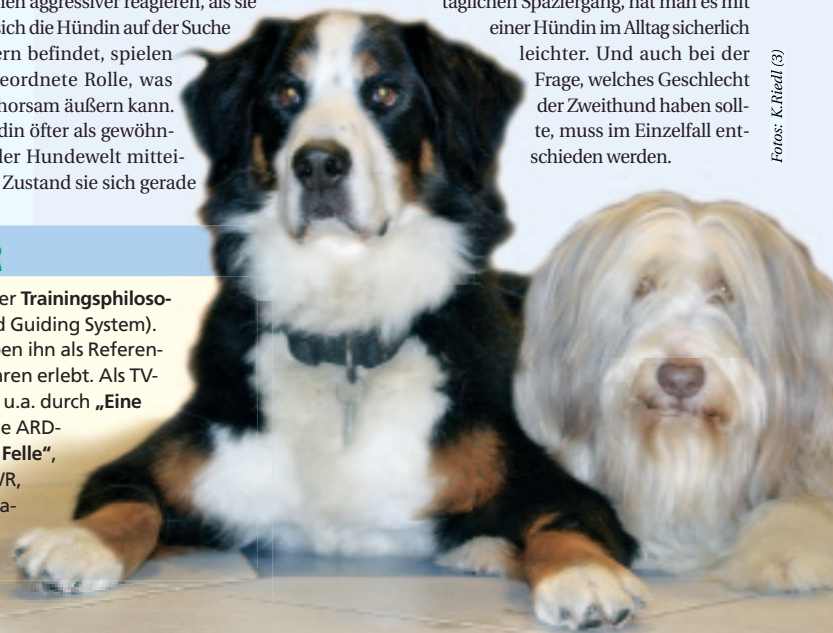 nen aggressiver reagieren, als sie
sich die Hündin auf der Suche
ern befindet, spielen
eordnete Rolle, was
horsam äußern kann.
din öfter als gewöhn-
der Hundewelt mittei-
Zustand sie sich gerade
täglichen Spaziergang, hat man es mit
einer Hündin im Alltag sicherlich
leichter. Und auch bei der
Frage, welches Geschlecht
der Zweithund haben soll-
te, muss im Einzelfall ent-
schieden werden.
Fotos: K.Riedl (3)
R
er Trainingsphiloso-
d Guiding System).
en ihn als Referen-
aren erlebt. Als TV-
u.a. durch „Eine
e ARD-
Felle“,
VR,
a-